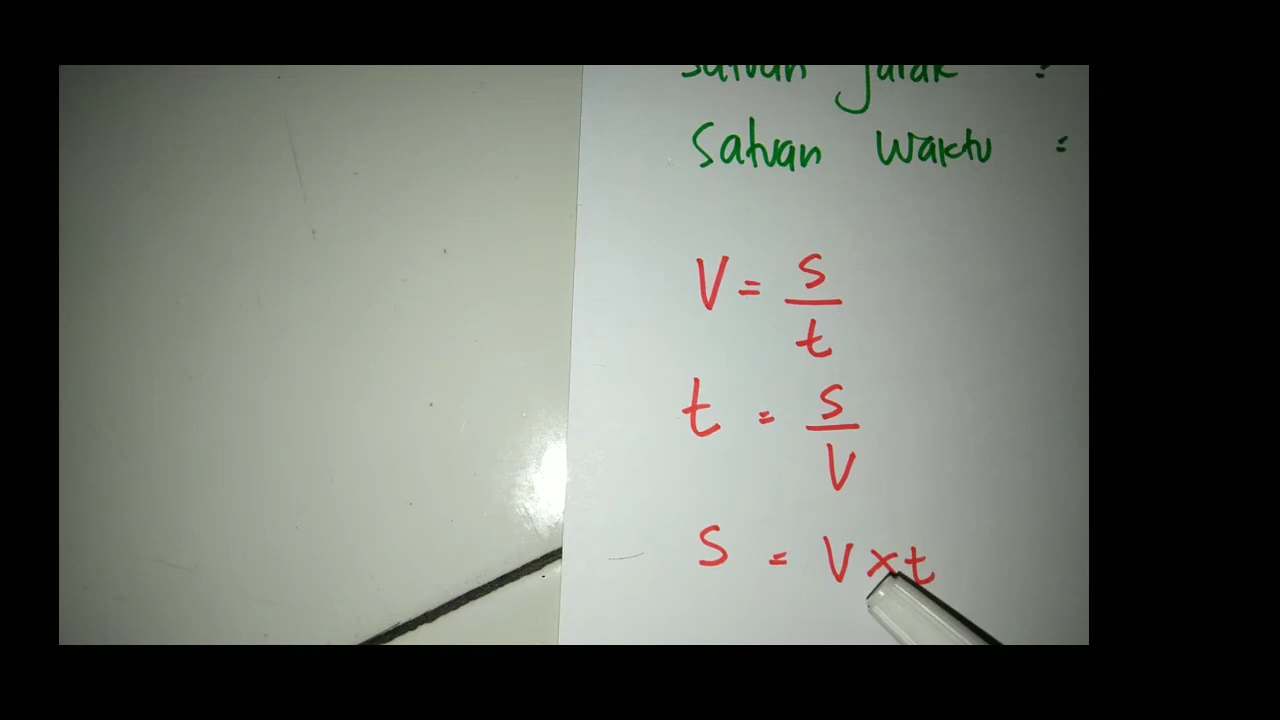 Satuan jarak :
Satuan Waktu :
V = s/t
t = s/V
S = V x t